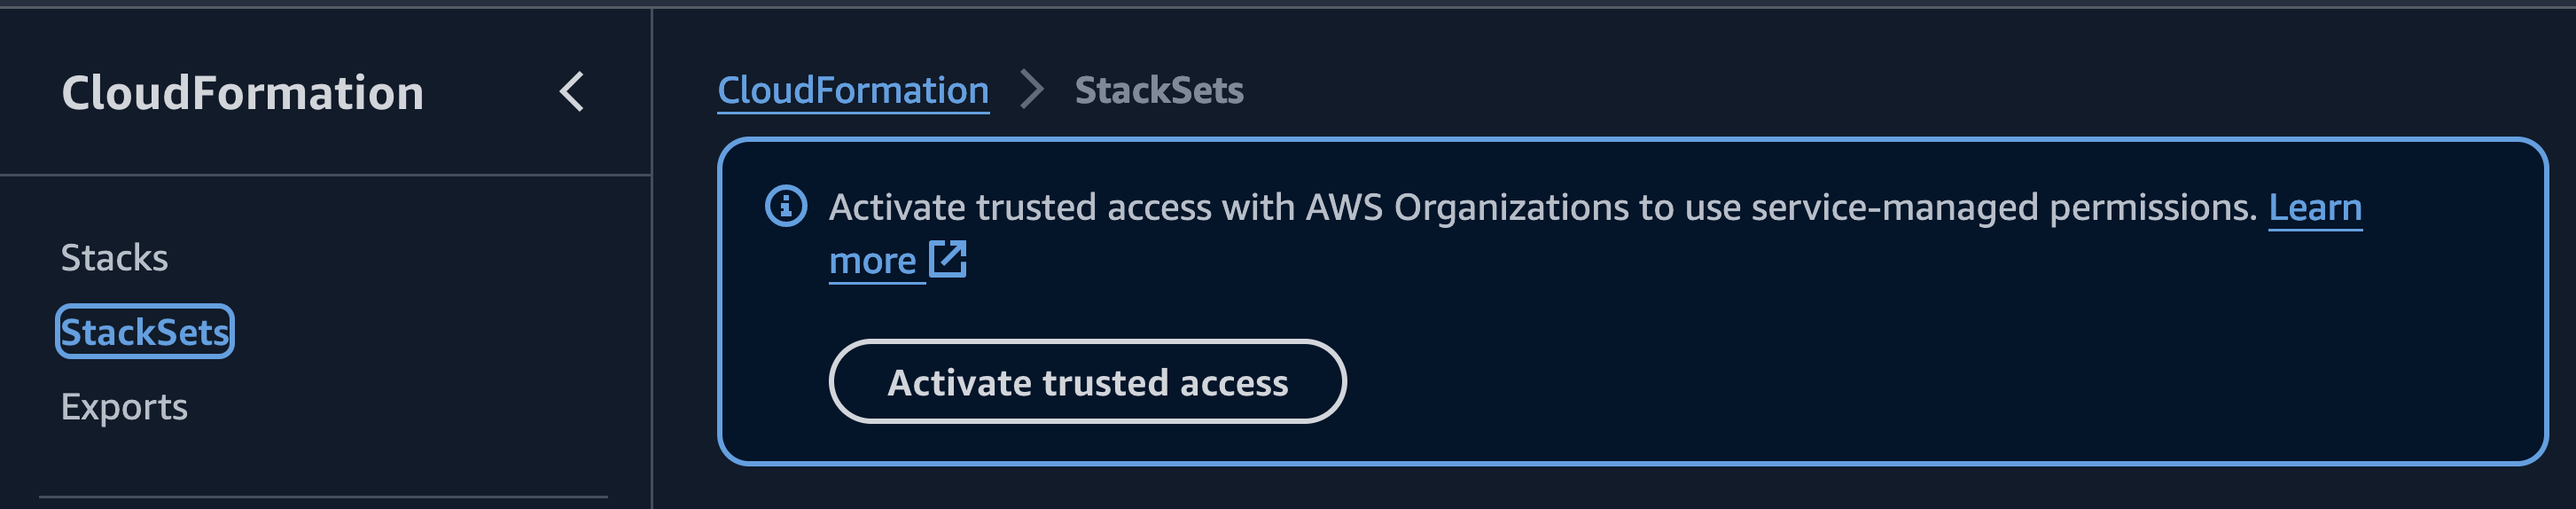 CloudFormation
Stacks
StackSets
Exports
CloudFormation > StackSets
Activate trusted access with AWS Organizations to use service-managed permissions. Learn
more
Activate trusted access